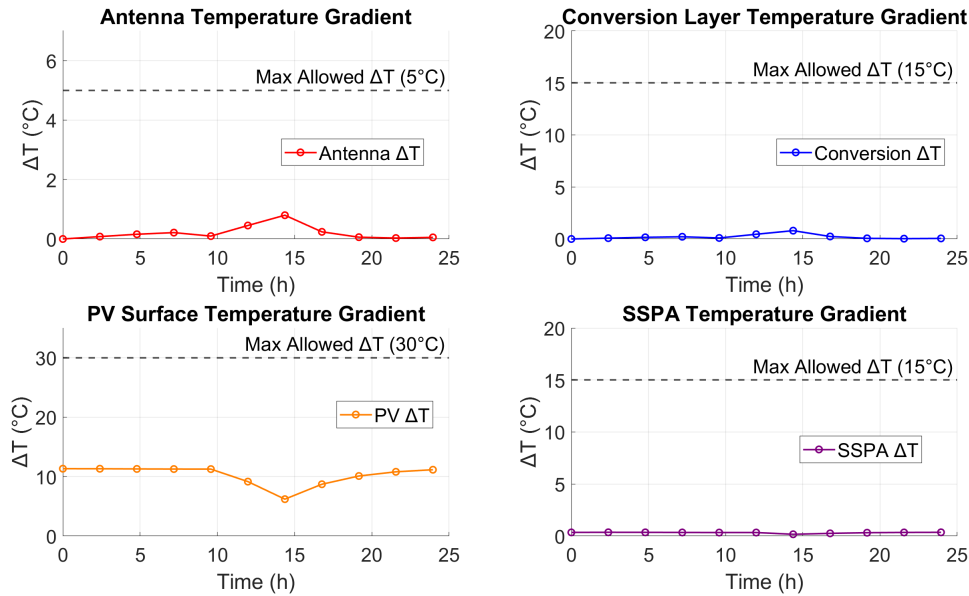 Antenna Temperature Gradient
6
4
2
0
ΔT (°C)
Max Allowed ΔT (5°C)
Antenna ΔT
0 5 10 15 20 25
Time (h)
Conversion Layer Temperature Gradient
20
15
10
5
0
ΔT (°C)
Max Allowed ΔT (15°C)
Conversion ΔT
0 5 10 15 20 25
Time (h)
PV Surface Temperature Gradient
30
20
10
0
ΔT (°C)
Max Allowed ΔT (30°C)
PV ΔT
0 5 10 15 20 25
Time (h)
SSPA Temperature Gradient
20
15
10
5
0
ΔT (°C)
Max Allowed ΔT (15°C)
SSPA ΔT
0 5 10 15 20 25
Time (h)